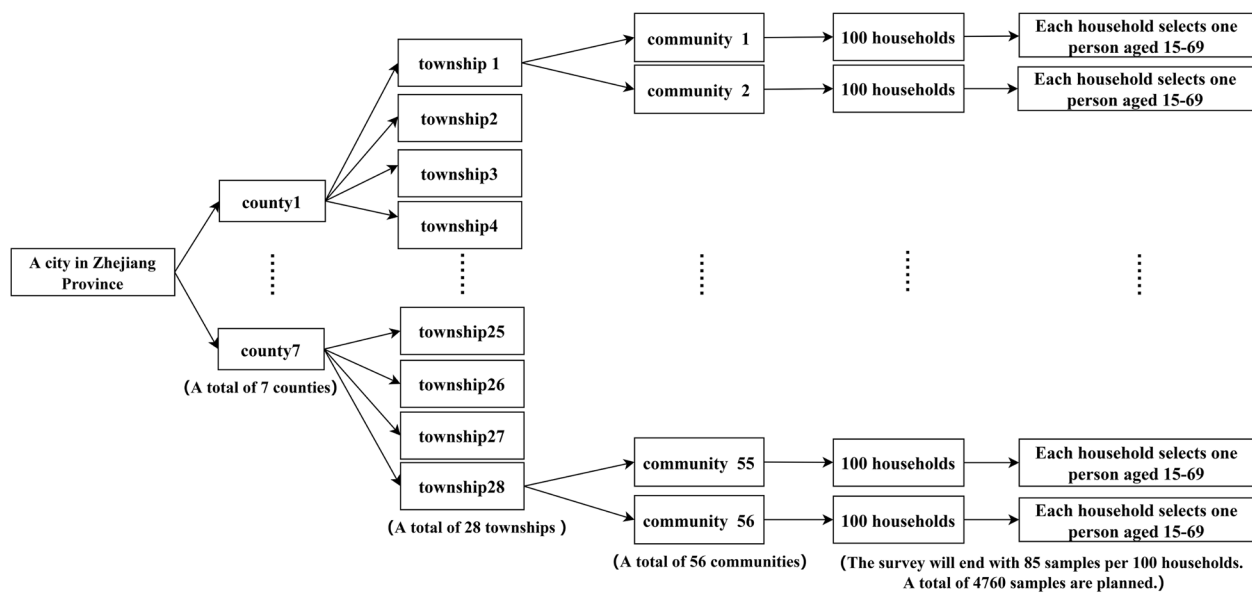 A city in Zhejiang
Province
county1
county7
(A total of 7 counties)
township 1
township2
township3
township4
township25
township26
township27
township28
(A total of 28 townships )
community 1
community 2
community 55
community 56
(A total of 56 communities)
100 households
100 households
100 households
100 households
Each household selects one
person aged 15-69
Each household selects one
person aged 15-69
Each household selects one
person aged 15-69
Each household selects one
person aged 15-69
(The survey will end with 85 samples per 100 households.
A total of 4760 samples are planned.)